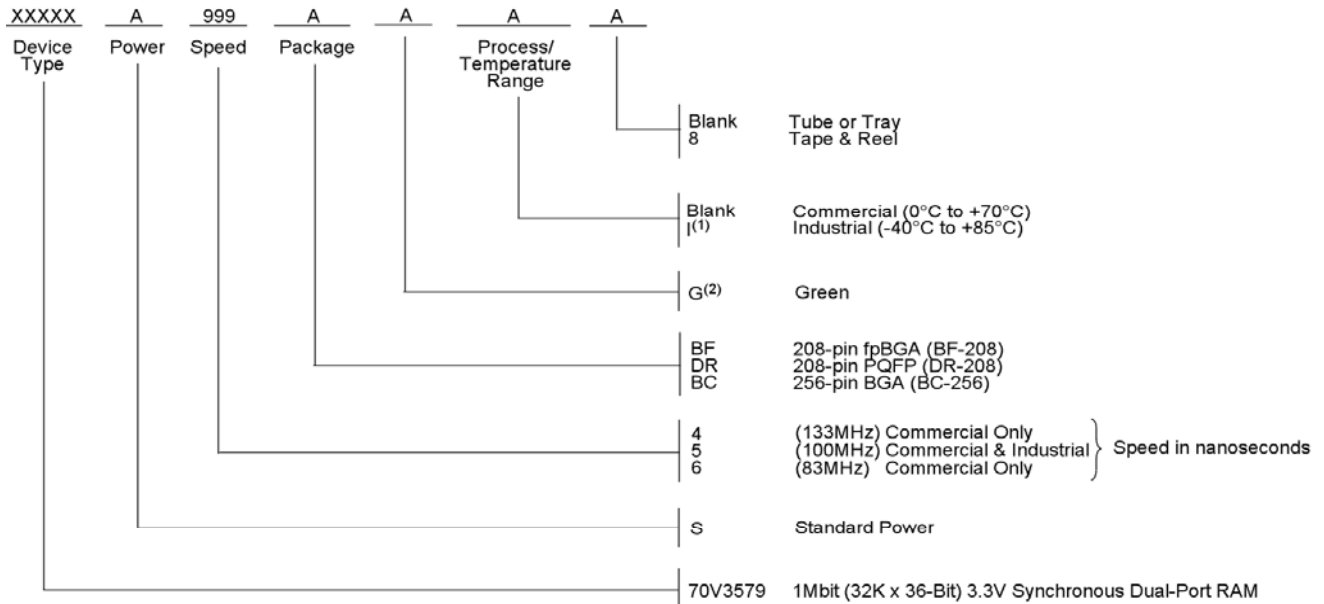 XXXXX A 999 A A A A
Device Type Power Speed Package Process/ Temperature Range
Blank Tube or Tray
8 Tape & Reel
Blank Commercial (0°C to +70°C)
I(1) Industrial (-40°C to +85°C)
G(2) Green
BF 208-pin fpBGA (BF-208)
DR 208-pin PQFP (DR-208)
BC 256-pin BGA (BC-256)
4 (133MHz) Commercial Only
5 (100MHz) Commercial & Industrial Speed in nanoseconds
6 (83MHz) Commercial Only
S Standard Power
70V3579 1Mbit (32K x 36-Bit) 3.3V Synchronous Dual-Port RAM